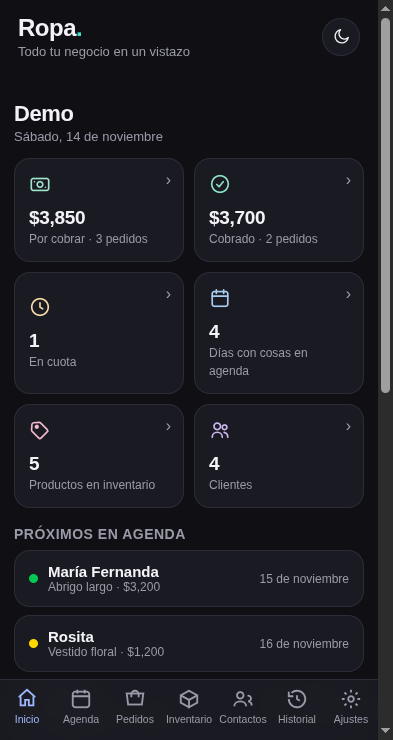 Ropa.
Todo tu negocio en un vistazo
Demo
Sábado, 14 de noviembre
$3,850
Por cobrar · 3 pedidos
$3,700
Cobrado · 2 pedidos
1
En cuota
4
Días con cosas en
agenda
5
Productos en inventario
4
Clientes
PRÓXIMOS EN AGENDA
María Fernanda
Abrigo largo · $3,200
15 de noviembre
Rosita
Vestido floral · $1,200
16 de noviembre
Inicio
Agenda
Pedidos
Inventario
Contactos
Historial
Ajustes